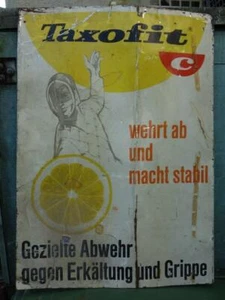 Taxofit
C
wehrt ab
und
macht stabil
Gezielte Abwehr
gegen Erkältung und Grippe